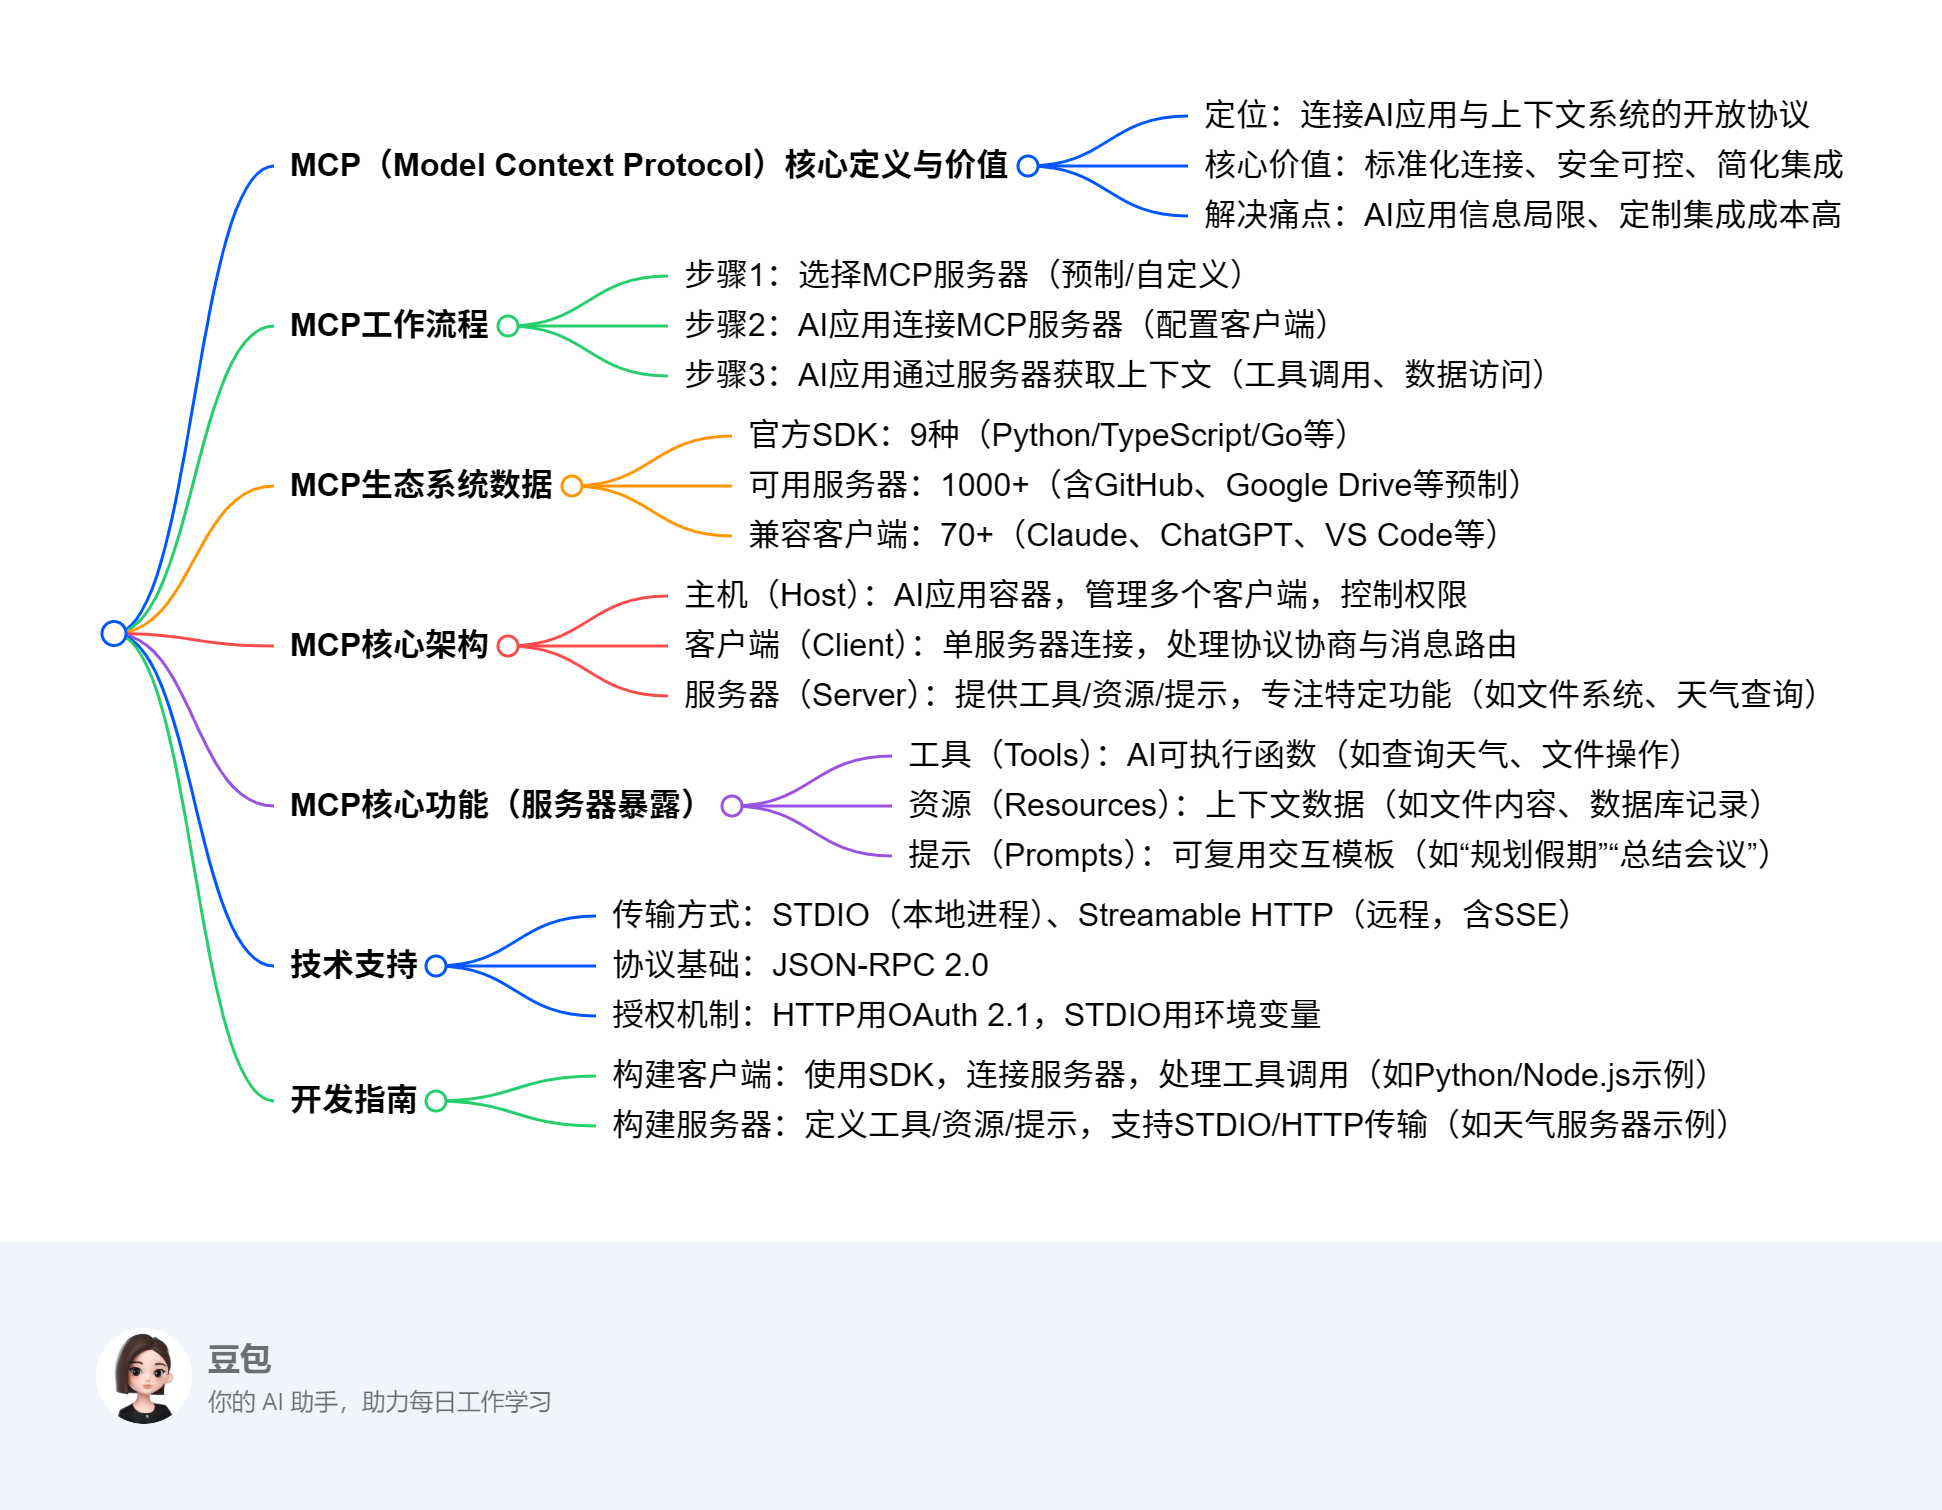 定位：连接AI应用与上下文系统的开放协议
MCP（Model Context Protocol）核心定义与价值
核心价值：标准化连接、安全可控、简化集成
解决痛点：AI应用信息局限、定制集成成本高
步骤1：选择MCP服务器（预制/自定义）
MCP工作流程
步骤2：AI应用连接MCP服务器（配置客户端）
步骤3：AI应用通过服务器获取上下文（工具调用、数据访问）
官方SDK：9种（Python/TypeScript/Go等）
MCP生态系统数据
可用服务器：1000+（含GitHub、Google Drive等预制）
兼容客户端：70+（Claude、ChatGPT、VS Code等）
主机（Host）：AI应用容器，管理多个客户端，控制权限
MCP核心架构
客户端（Client）：单服务器连接，处理协议协商与消息路由
服务器（Server）：提供工具/资源/提示，专注特定功能（如文件系统、天气查询）
工具（Tools）：AI可执行函数（如查询天气、文件操作）
MCP核心功能（服务器暴露）
资源（Resources）：上下文数据（如文件内容、数据库记录）
提示（Prompts）：可复用交互模板（如“规划假期”“总结会议”）
传输方式：STDIO（本地进程）、Streamable HTTP（远程，含SSE）
技术支持
协议基础：JSON-RPC 2.0
授权机制：HTTP用OAuth 2.1，STDIO用环境变量
构建客户端：使用SDK，连接服务器，处理工具调用（如Python/Node.js示例）
开发指南
构建服务器：定义工具/资源/提示，支持STDIO/HTTP传输（如天气服务器示例）
豆包
你的 AI 助手，助力每日工作学习